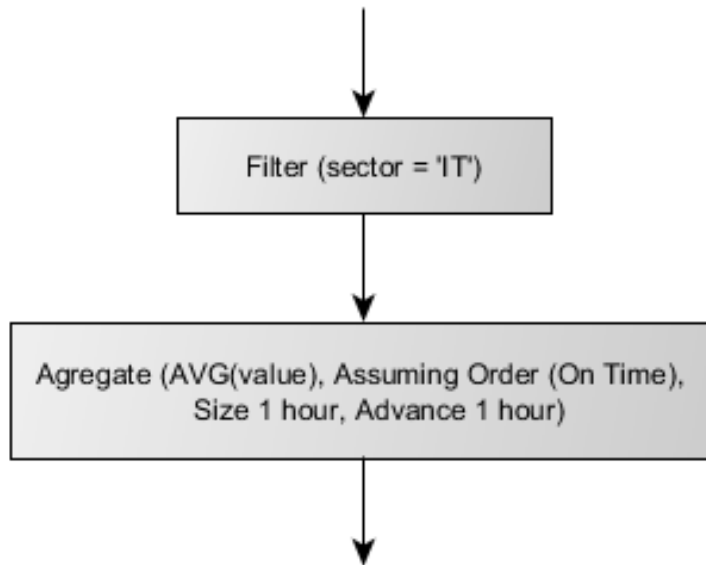 Filter (sector = 'IT')
Agregate (AVG(value), Assuming Order (On Time),
Size 1 hour, Advance 1 hour)